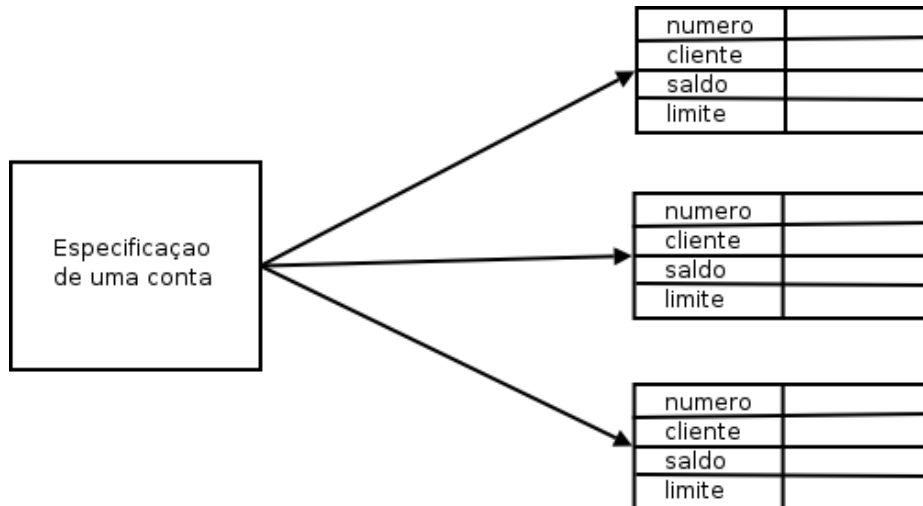 Especificaçao
de uma conta
numero
cliente
saldo
limite
numero
cliente
saldo
limite
numero
cliente
saldo
limite